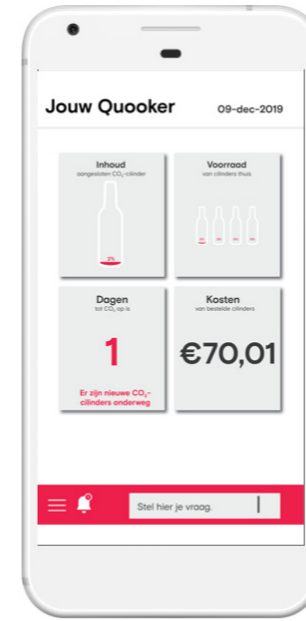 Jouw Quooker
09-dec-2019
Inhoud
aangesloten CO₂-cilinder
2%
Voorraad
van cilinders thuis
Dagen
tot CO₂ op is
1
Er zijn nieuwe CO₂-
cilinders onderweg
Kosten
van bestelde cilinders
€70,01
Stel hier je vraag.